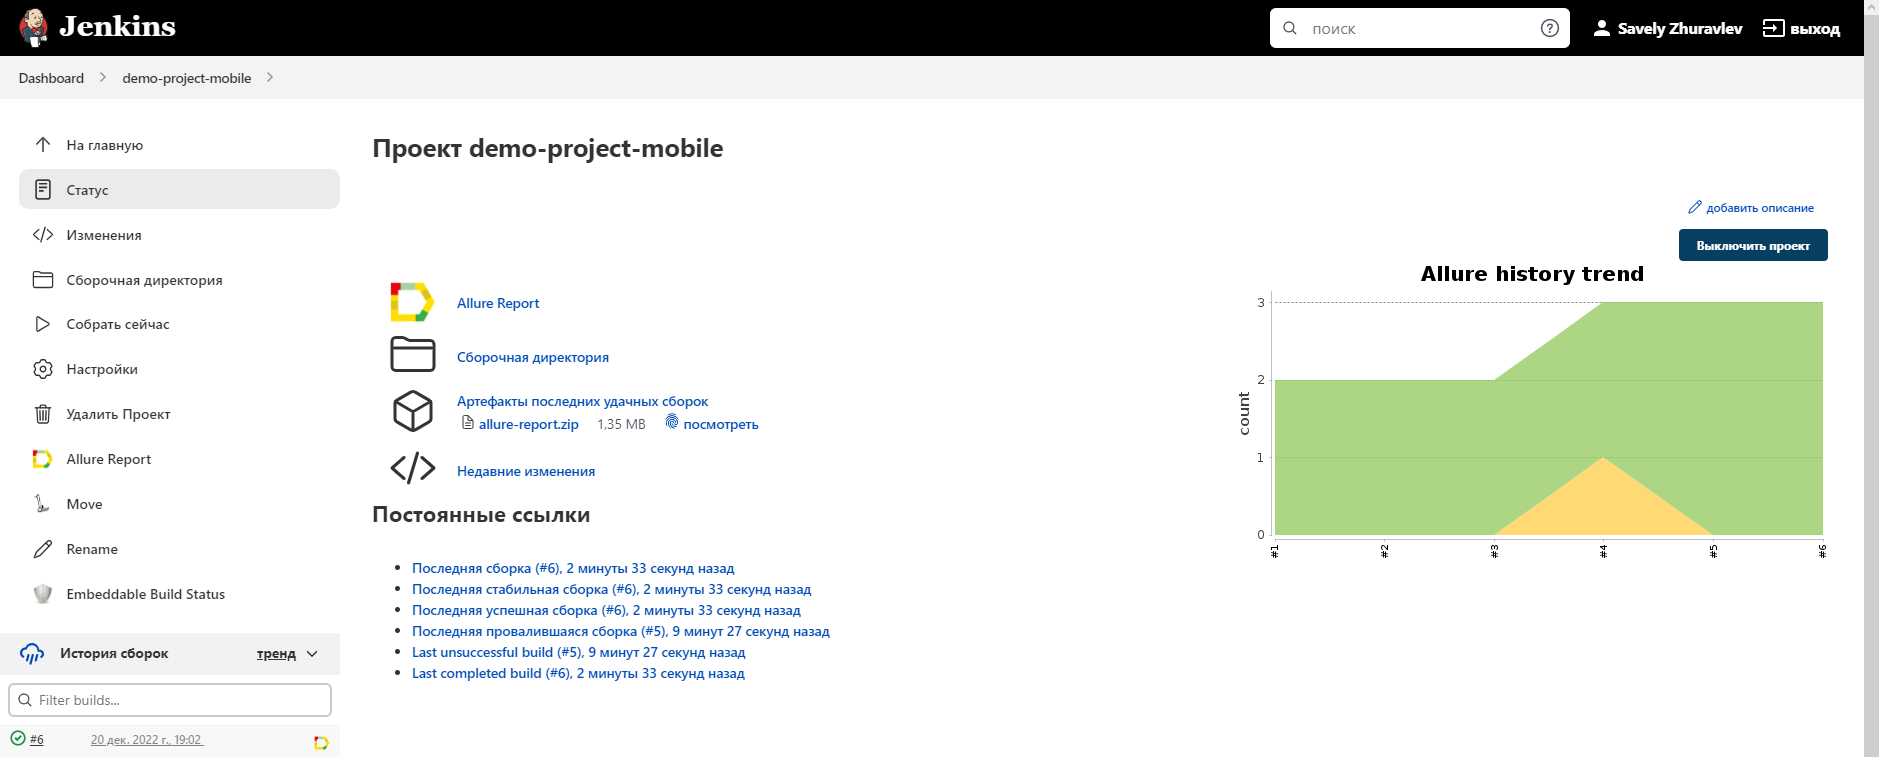 Jenkins
поиск
Savely Zhuravlev
выход
Dashboard
demo-project-mobile
На главную
Статус
Изменения
Сборочная директория
Собрать сейчас
Настройки
Удалить Проект
Allure Report
Move
Rename
Embeddable Build Status
История сборок
тренд
Filter builds...
#6
20 дек. 2022 г., 19:02
Проект demo-project-mobile
добавить описание
Выключить проект
Allure Report
Сборочная директория
Артефакты последних удачных сборок
allure-report.zip 1,35 MB посмотреть
Недавние изменения
Постоянные ссылки
Последняя сборка (#6), 2 минуты 33 секунд назад
Последняя стабильная сборка (#6), 2 минуты 33 секунд назад
Последняя успешная сборка (#6), 2 минуты 33 секунд назад
Последняя провалившаяся сборка (#5), 9 минут 27 секунд назад
Last unsuccessful build (#5), 9 минут 27 секунд назад
Last completed build (#6), 2 минуты 33 секунд назад
Allure history trend
count
3
2
1
0
#1
#2
#3
#4
#5
#6